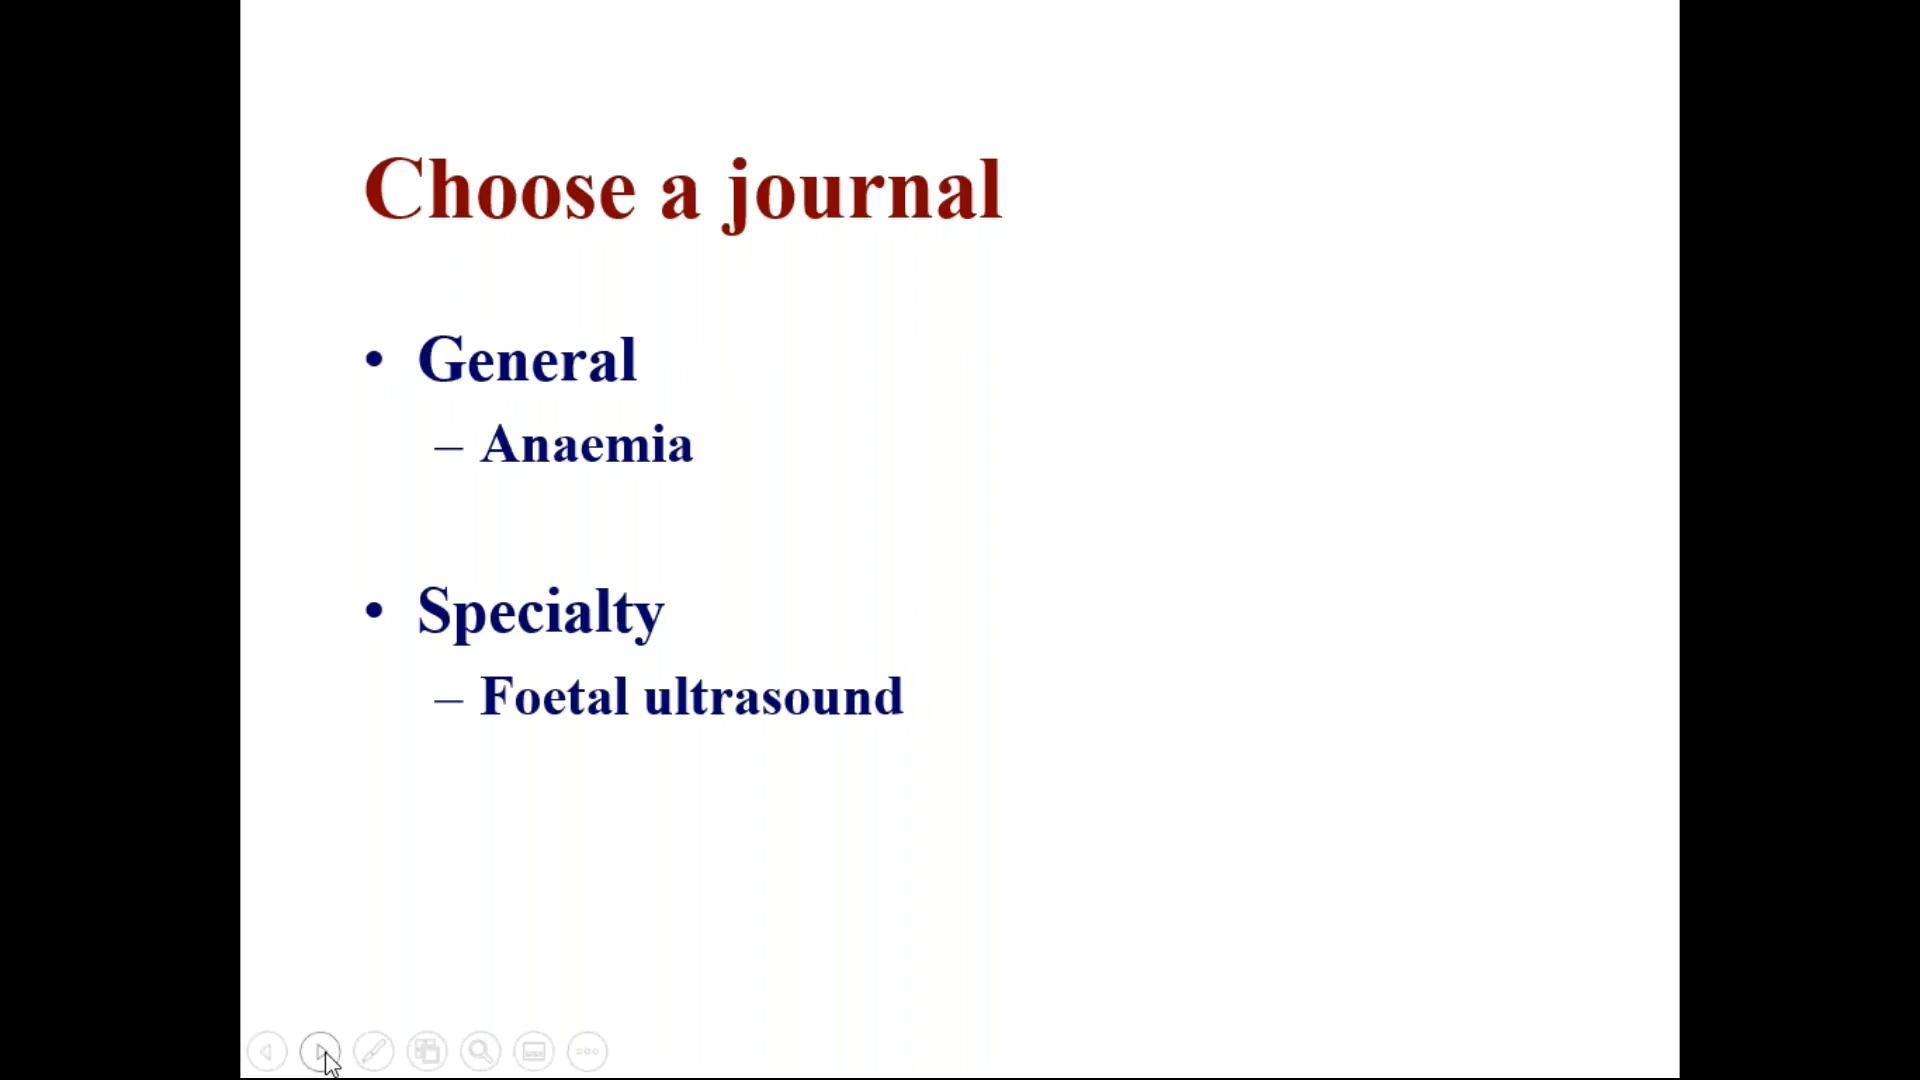 Choose a journal
• General
– Anaemia
• Specialty
– Foetal ultrasound